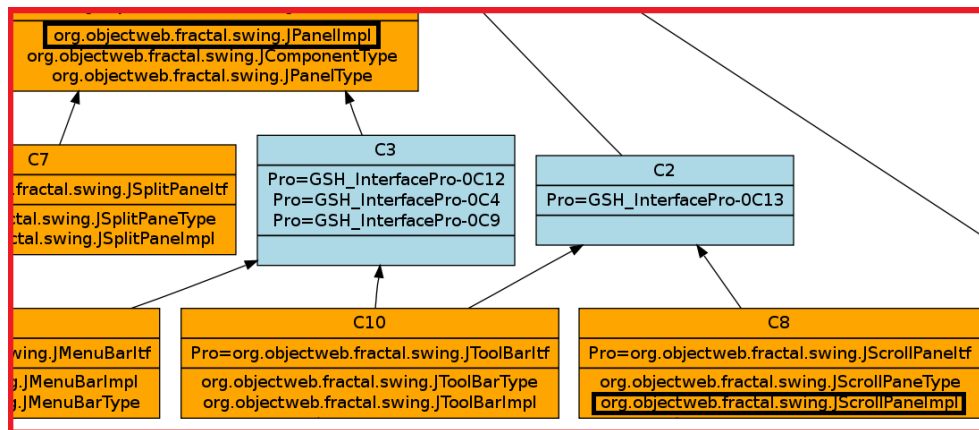 org.objectweb.fractal.swing.JPanelImpl
org.objectweb.fractal.swing.JComponentType
org.objectweb.fractal.swing.JPanelType
C7
fractal.swing.JSplitPaneItf
ctal.swing.JSplitPaneType
ctal.swing.JSplitPaneImpl
C3
Pro=GSH_InterfacePro-0C12
Pro=GSH_InterfacePro-0C4
Pro=GSH_InterfacePro-0C9
C2
Pro=GSH_InterfacePro-0C13
swing.JMenuBarItf
.JMenuBarImpl
.JMenuBarType
C10
Pro=org.objectweb.fractal.swing.JToolBarItf
org.objectweb.fractal.swing.JToolBarType
org.objectweb.fractal.swing.JToolBarImpl
C8
Pro=org.objectweb.fractal.swing.JScrollPaneItf
org.objectweb.fractal.swing.JScrollPaneType
org.objectweb.fractal.swing.JScrollPaneImpl